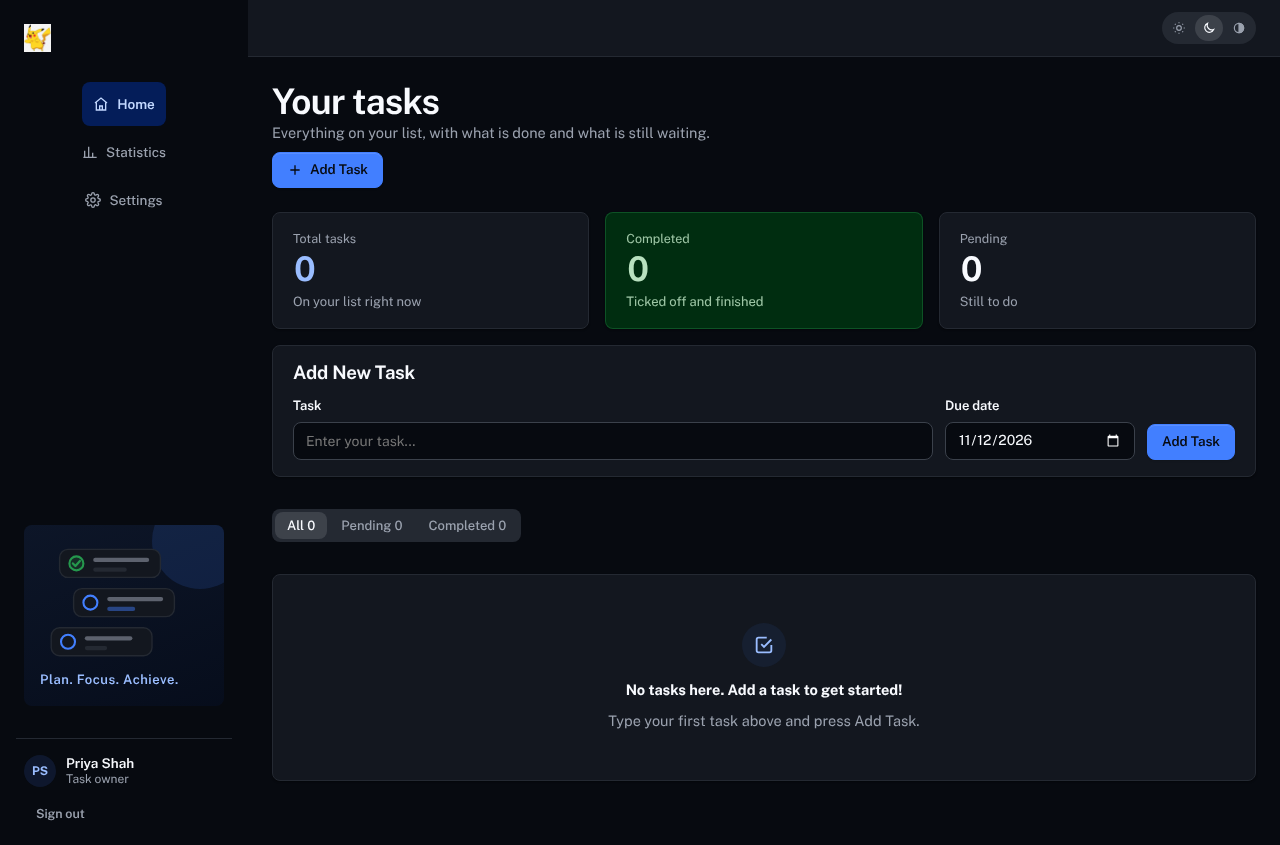 Home
Statistics
Settings
Plan. Focus. Achieve.
PS
Priya Shah
Task owner
Sign out
Your tasks
Everything on your list, with what is done and what is still waiting.
Add Task
Total tasks
0
On your list right now
Completed
0
Ticked off and finished
Pending
0
Still to do
Add New Task
Task
Enter your task...
Due date
11/12/2026
Add Task
All 0
Pending 0
Completed 0
No tasks here. Add a task to get started!
Type your first task above and press Add Task.